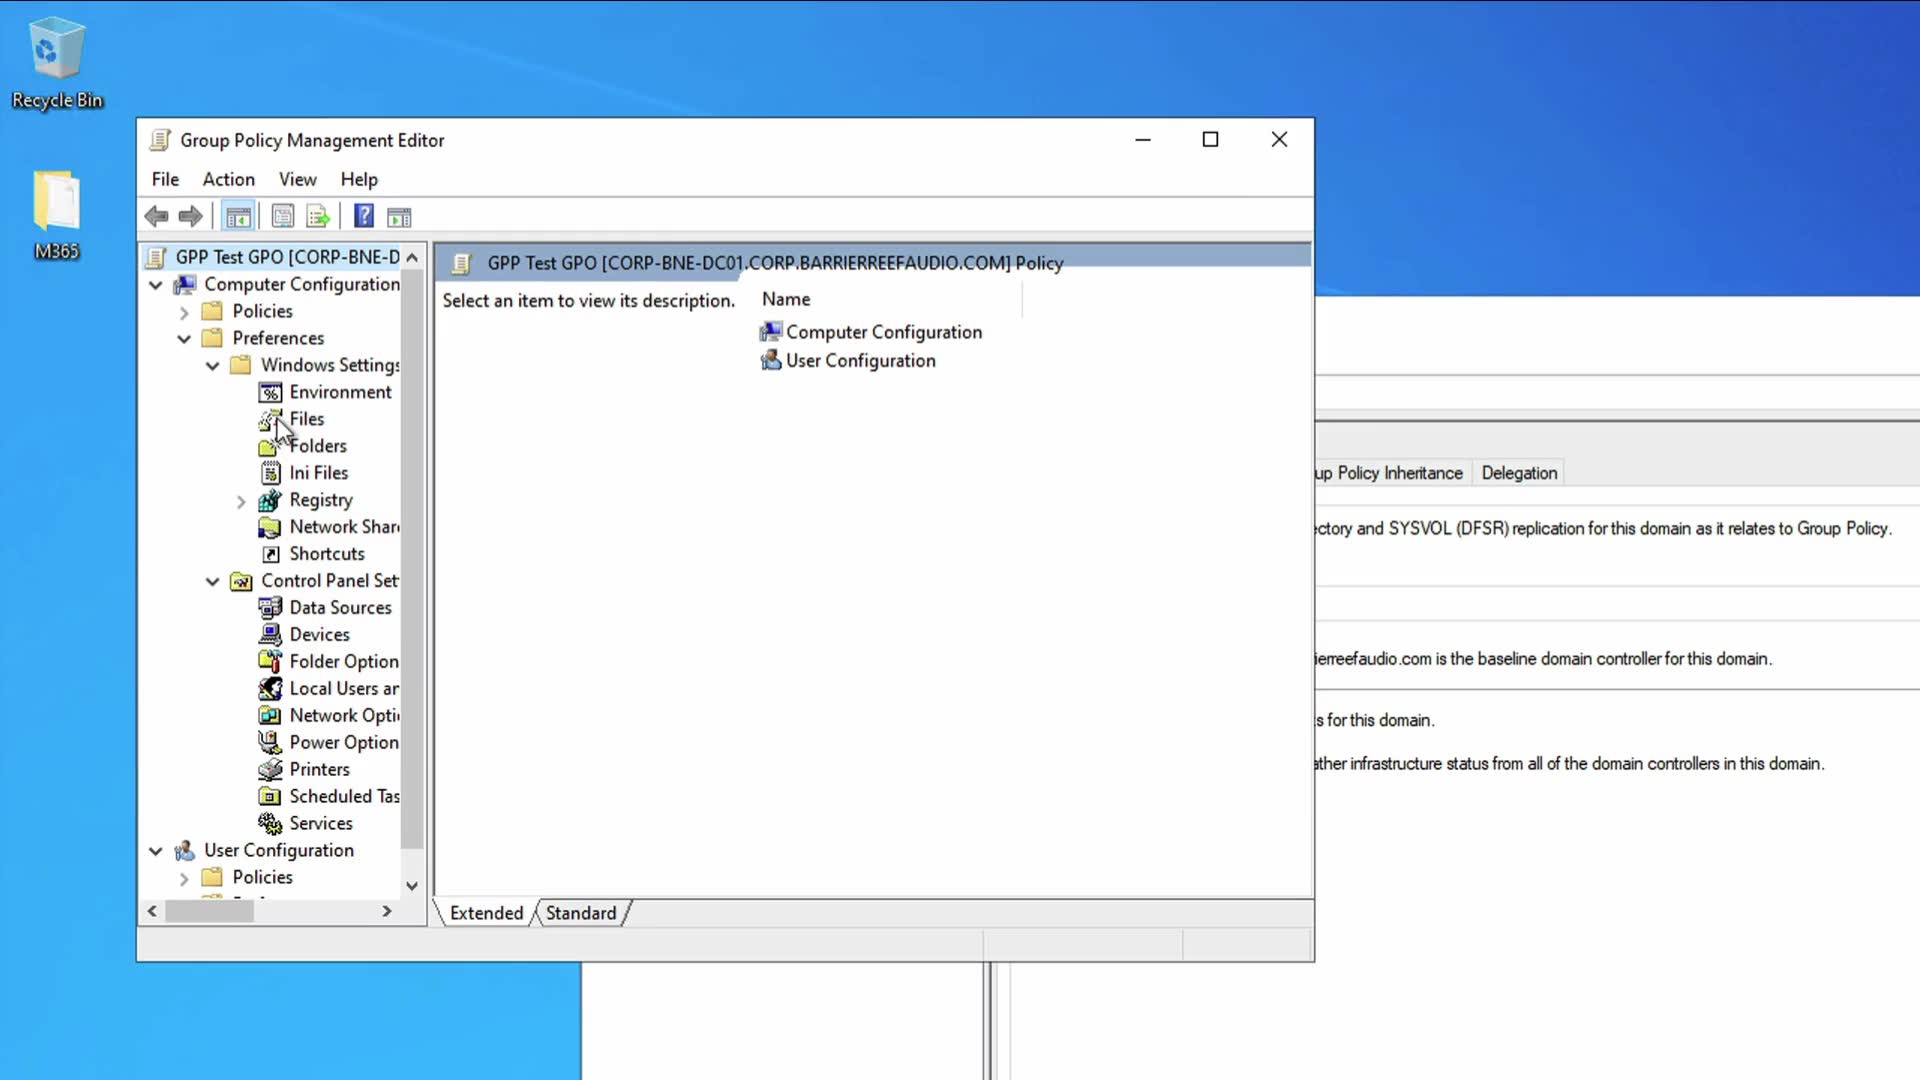 Recycle Bin
M365
Group Policy Management Editor
File Action View Help
GPP Test GPO [CORP-BNE-D
Computer Configuration
Policies
Preferences
Windows Settings
Environment
Files
Folders
Ini Files
Registry
Network Shar
Shortcuts
Control Panel Set
Data Sources
Devices
Folder Option
Local Users ar
Network Opti
Power Option
Printers
Scheduled Tas
Services
User Configuration
Policies
GPP Test GPO [CORP-BNE-DC01.CORP.BARRIERREEFAUDIO.COM] Policy
Select an item to view its description.
Name
Computer Configuration
User Configuration
Extended Standard
up Policy Inheritance Delegation
ectory and SYSVOL (DFSR) replication for this domain as it relates to Group Policy.
ierreefaudio.com is the baseline domain controller for this domain.
s for this domain.
ather infrastructure status from all of the domain controllers in this domain.